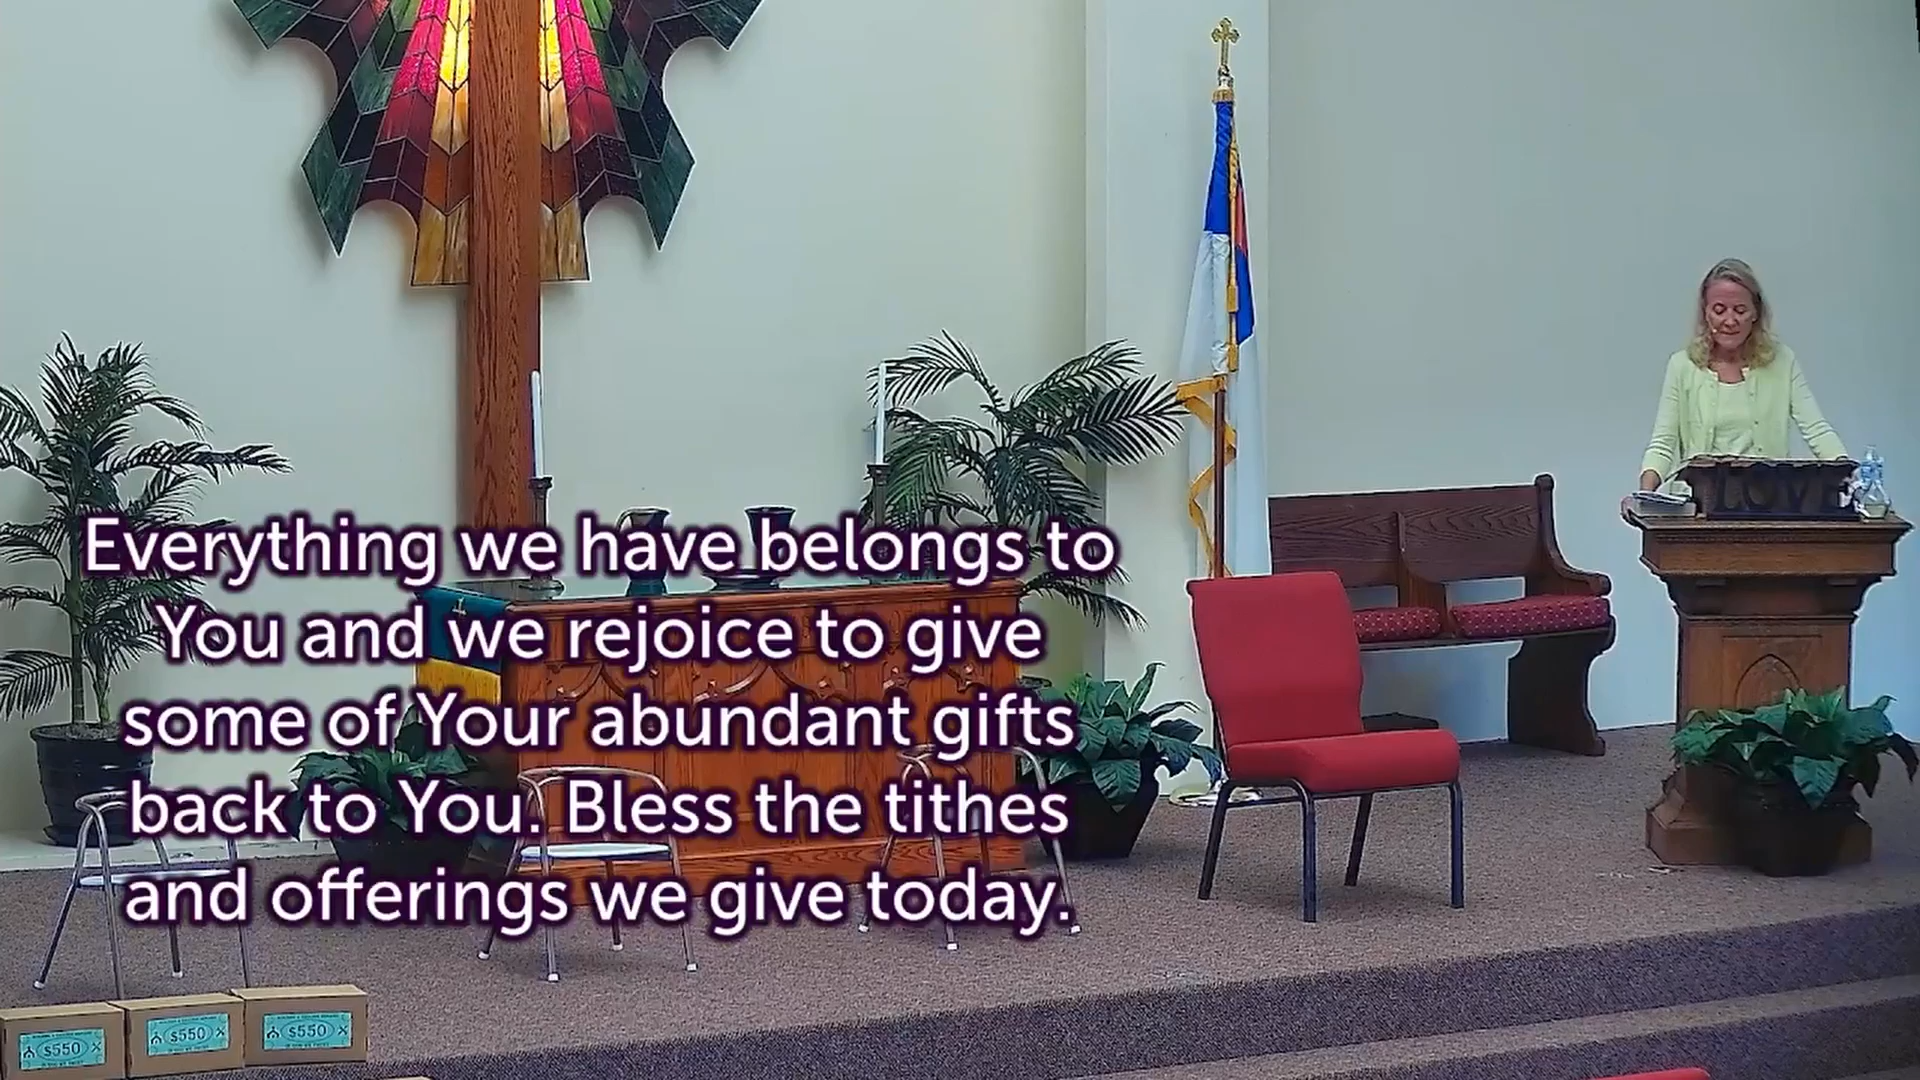 LOVE
Everything we have belongs to
You and we rejoice to give
some of Your abundant gifts
back to You. Bless the tithes
and offerings we give today.
$550
$550
$550